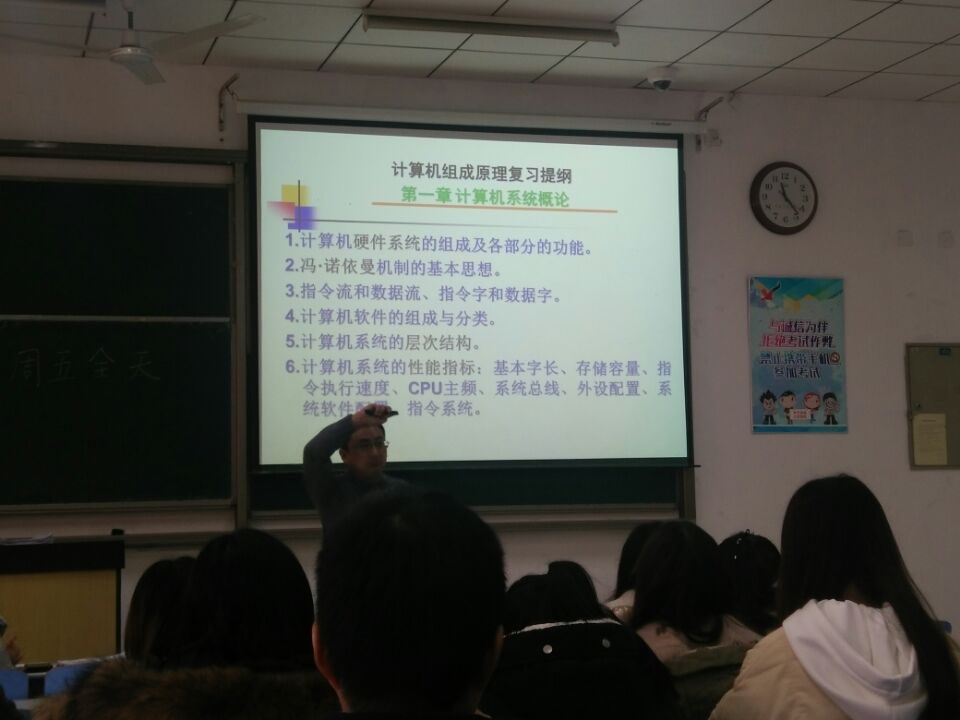 计算机组成原理复习提纲
第一章 计算机系统概论
1.计算机硬件系统的组成及各部分的功能。
2.冯·诺依曼机制的基本思想。
3.指令流和数据流、指令字和数据字。
4.计算机软件的组成与分类。
5.计算机系统的层次结构。
6.计算机系统的性能指标：基本字长、存储容量、指
令执行速度、CPU主频、系统总线、外设配置、系
统软件配置、指令系统。
周五全天
与诚信为伴
拒绝考试作弊
禁止携带手机
参加考试
12